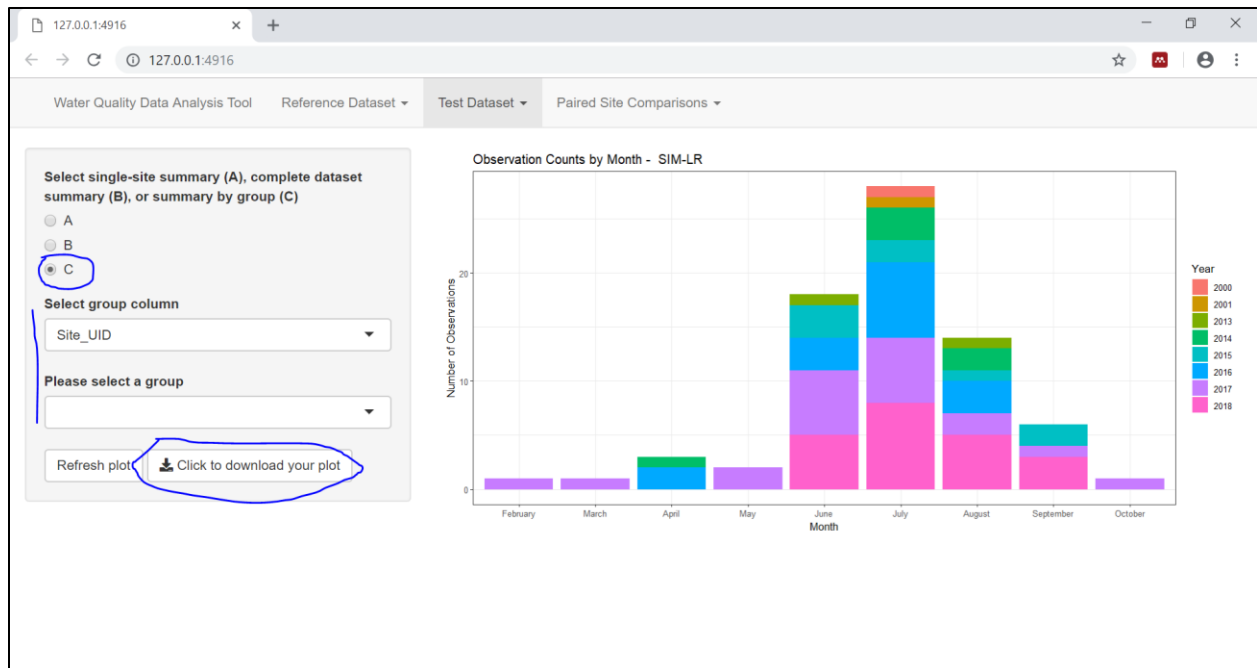 127.0.0.1:4916
127.0.0.1:4916
Water Quality Data Analysis Tool Reference Dataset Test Dataset Paired Site Comparisons
Select single-site summary (A), complete dataset
summary (B), or summary by group (C)
A
B
C
Select group column
Site_UID
Please select a group
Refresh plot Click to download your plot
Observation Counts by Month - SIM-LR
Number of Observations
20
10
0
February March April May June July August September October
Month
Year
2000
2001
2013
2014
2015
2016
2017
2018